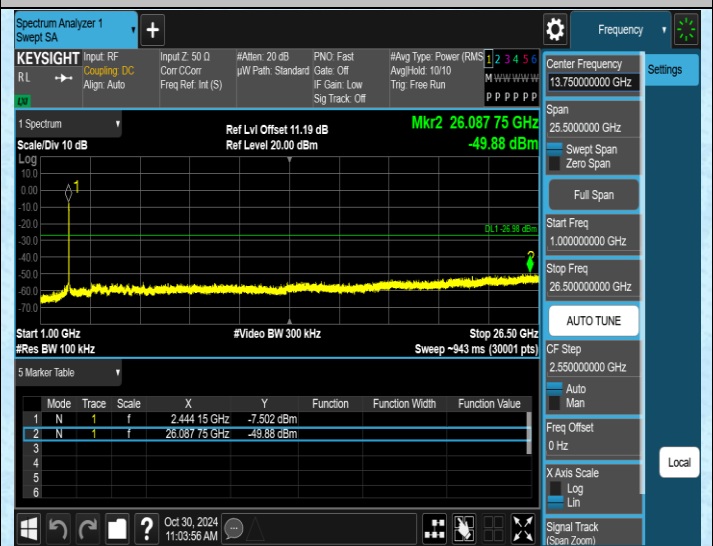 Spectrum Analyzer 1
Swept SA
+
Frequency
KEYSIGHT
RL
LXI
Input: RF
Coupling: DC
Align: Auto
Input Z: 50 Ω
Corr CCorr
Freq Ref: Int (S)
#Atten: 20 dB
µW Path: Standard
PNO: Fast
Gate: Off
IF Gain: Low
Sig Track: Off
#Avg Type: Power (RMS
Avg|Hold: 10/10
Trig: Free Run
1 2 3 4 5 6
M W W W W W
P P P P P P
1 Spectrum
Scale/Div 10 dB
Ref Lvl Offset 11.19 dB
Ref Level 20.00 dBm
Mkr2 26.087 75 GHz
-49.88 dBm
Log
10.0
0.00
-10.0
-20.0
-30.0
-40.0
-50.0
-60.0
-70.0
1
DL1 -26.98 dBm
2
Start 1.00 GHz
#Res BW 100 kHz
#Video BW 300 kHz
Stop 26.50 GHz
Sweep ~943 ms (30001 pts)
5 Marker Table
Mode Trace Scale X Y Function Function Width Function Value
1 N 1 f 2.444 15 GHz -7.502 dBm
2 N 1 f 26.087 75 GHz -49.88 dBm
3
4
5
6
?
Oct 30, 2024
11:03:56 AM
Center Frequency
13.75000000 GHz
Settings
Span
25.5000000 GHz
Swept Span
Zero Span
Full Span
Start Freq
1.000000000 GHz
Stop Freq
26.500000000 GHz
AUTO TUNE
CF Step
2.550000000 GHz
Auto
Man
Freq Offset
0 Hz
Local
X Axis Scale
Log
Lin
Signal Track
(Span Zoom)